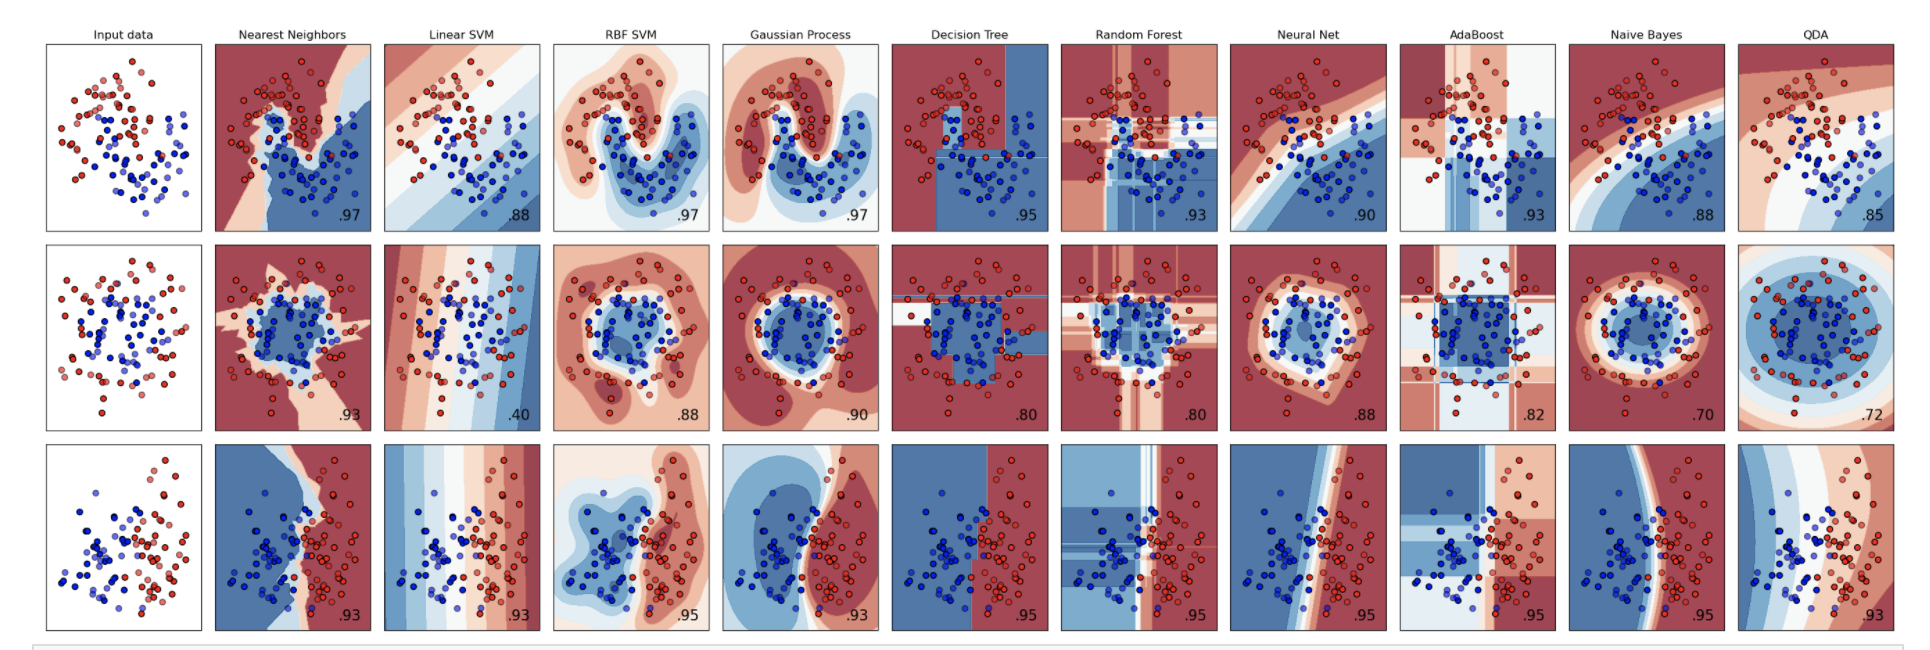 Input data Nearest Neighbors Linear SVM RBF SVM Gaussian Process Decision Tree Random Forest Neural Net AdaBoost Naive Bayes QDA
.97 .88 .97 .97 .95 .93 .90 .93 .88 .85
.93 .40 .88 .90 .80 .80 .88 .82 .70 .72
.93 .93 .95 .93 .95 .95 .95 .95 .95 .93